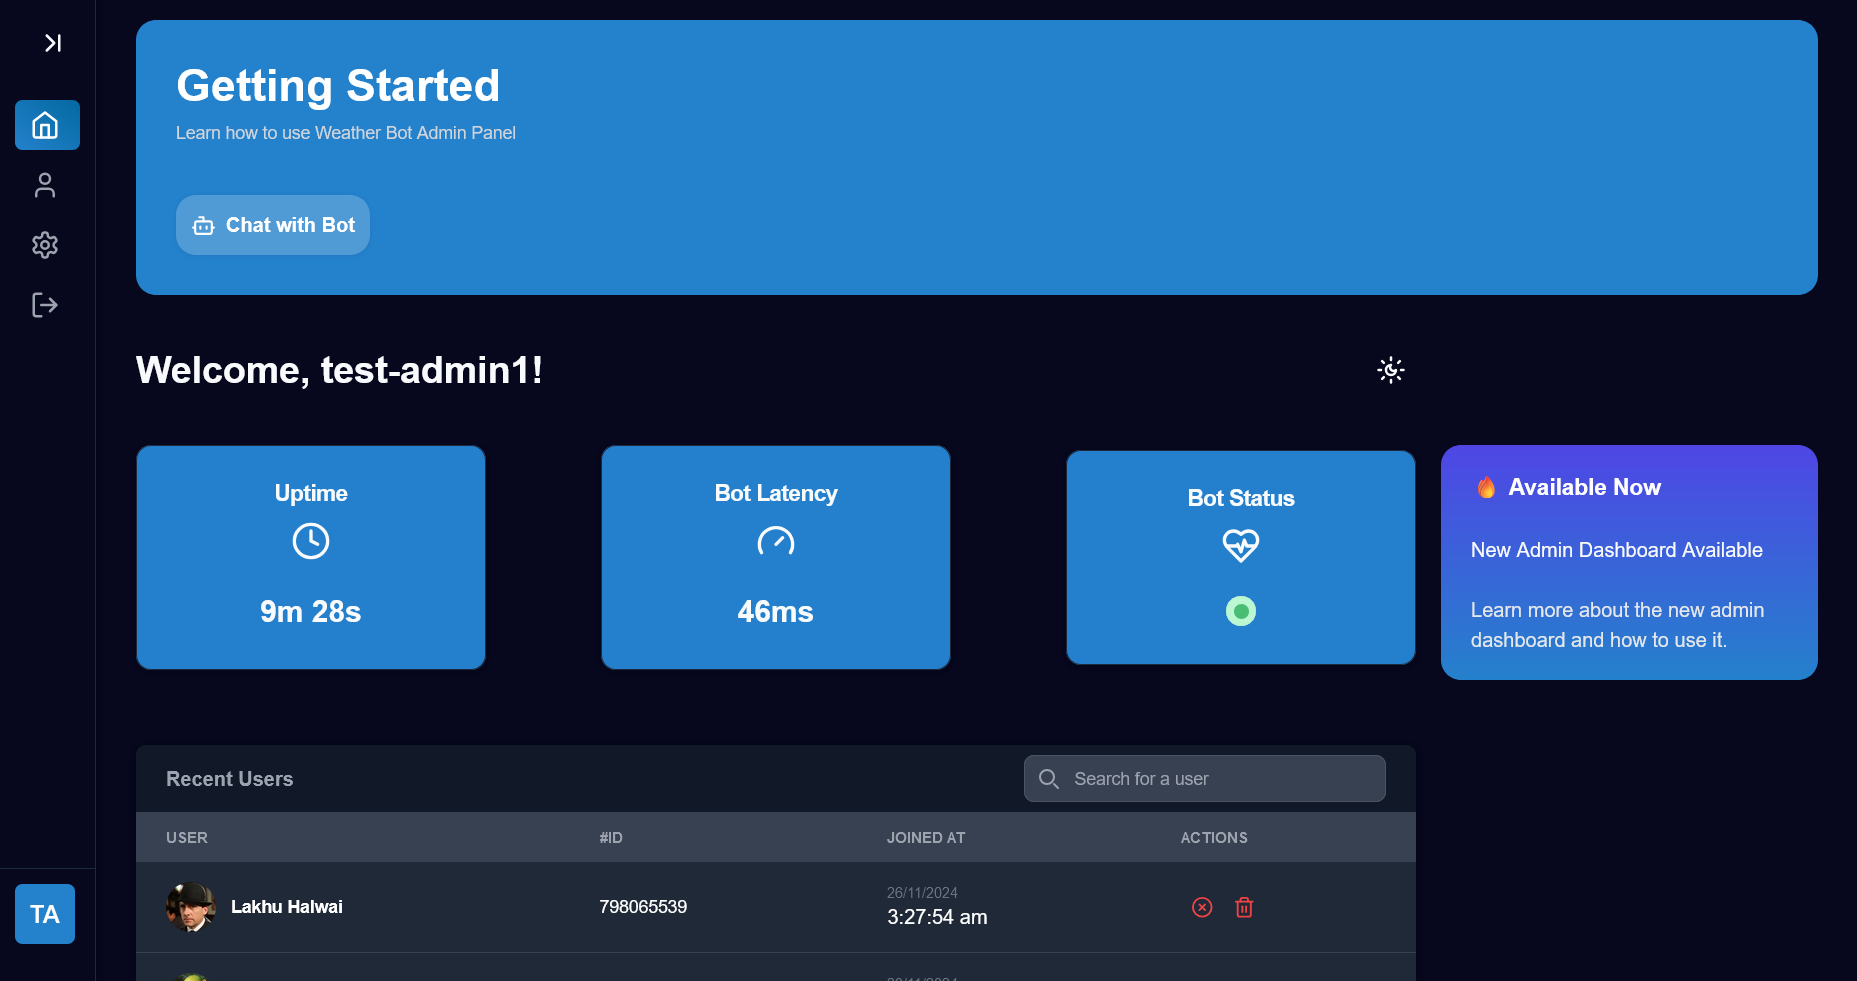 Getting Started
Learn how to use Weather Bot Admin Panel
Chat with Bot
Welcome, test-admin1!
Uptime
9m 28s
Bot Latency
46ms
Bot Status
Available Now
New Admin Dashboard Available
Learn more about the new admin
dashboard and how to use it.
Recent Users
Search for a user
USER #ID JOINED AT ACTIONS
Lakhu Halwai 798065539 26/11/2024
3:27:54 am
TA